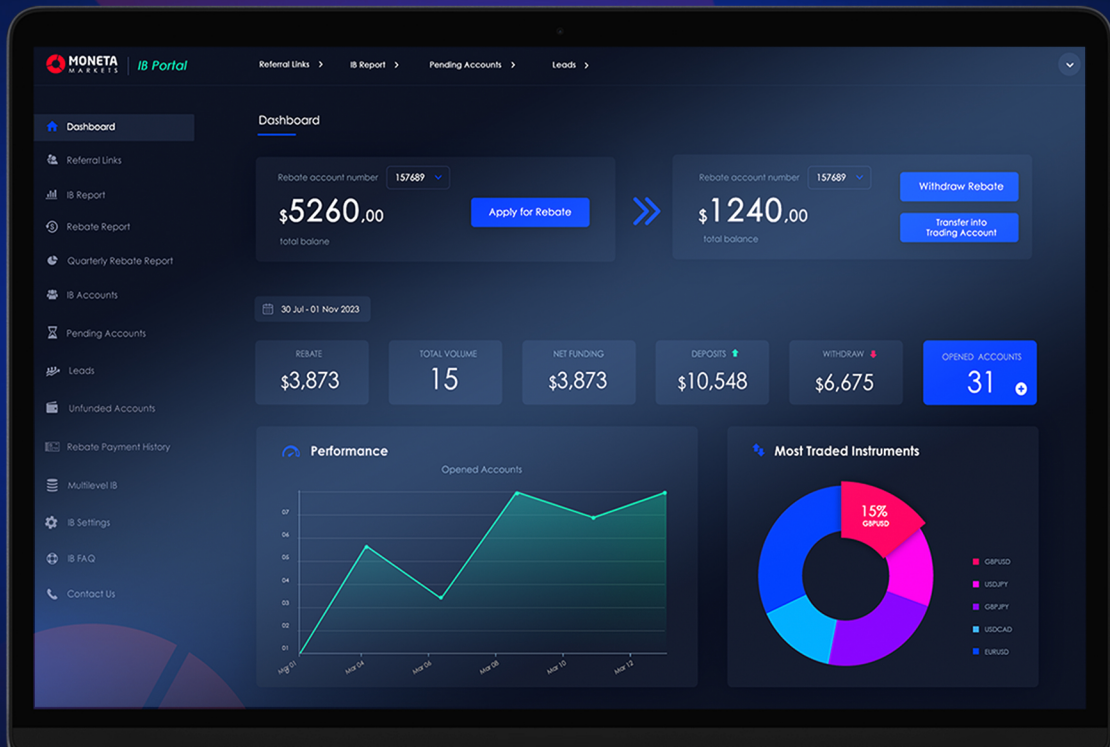 MONETA
MARKETS
IB Portal
Referral Links
IB Report
Pending Accounts
Leads
Dashboard
Referral Links
IB Report
Rebate Report
Quarterly Rebate Report
IB Accounts
Pending Accounts
Leads
Unfunded Accounts
Rebate Payment History
Multilevel IB
IB Settings
IB FAQ
Contact Us
Dashboard
Rebate account number 157689
$5260,00
total balane
Apply for Rebate
Rebate account number 157689
$1240,00
total balance
Withdraw Rebate
Transfer into
Trading Account
30 Jul - 01 Nov 2023
REBATE
$3,873
TOTAL VOLUME
15
NET FUNDING
$3,873
DEPOSITS
$10,548
WITHDRAW
$6,675
OPENED ACCOUNTS
31
Performance
Opened Accounts
07
06
05
04
03
02
01
Mar 01
Mar 04
Mar 06
Mar 08
Mar 10
Mar 12
Most Traded Instruments
15%
GBPUSD
GBPUSD
USDJPY
GBPJPY
USDCAD
EURUSD